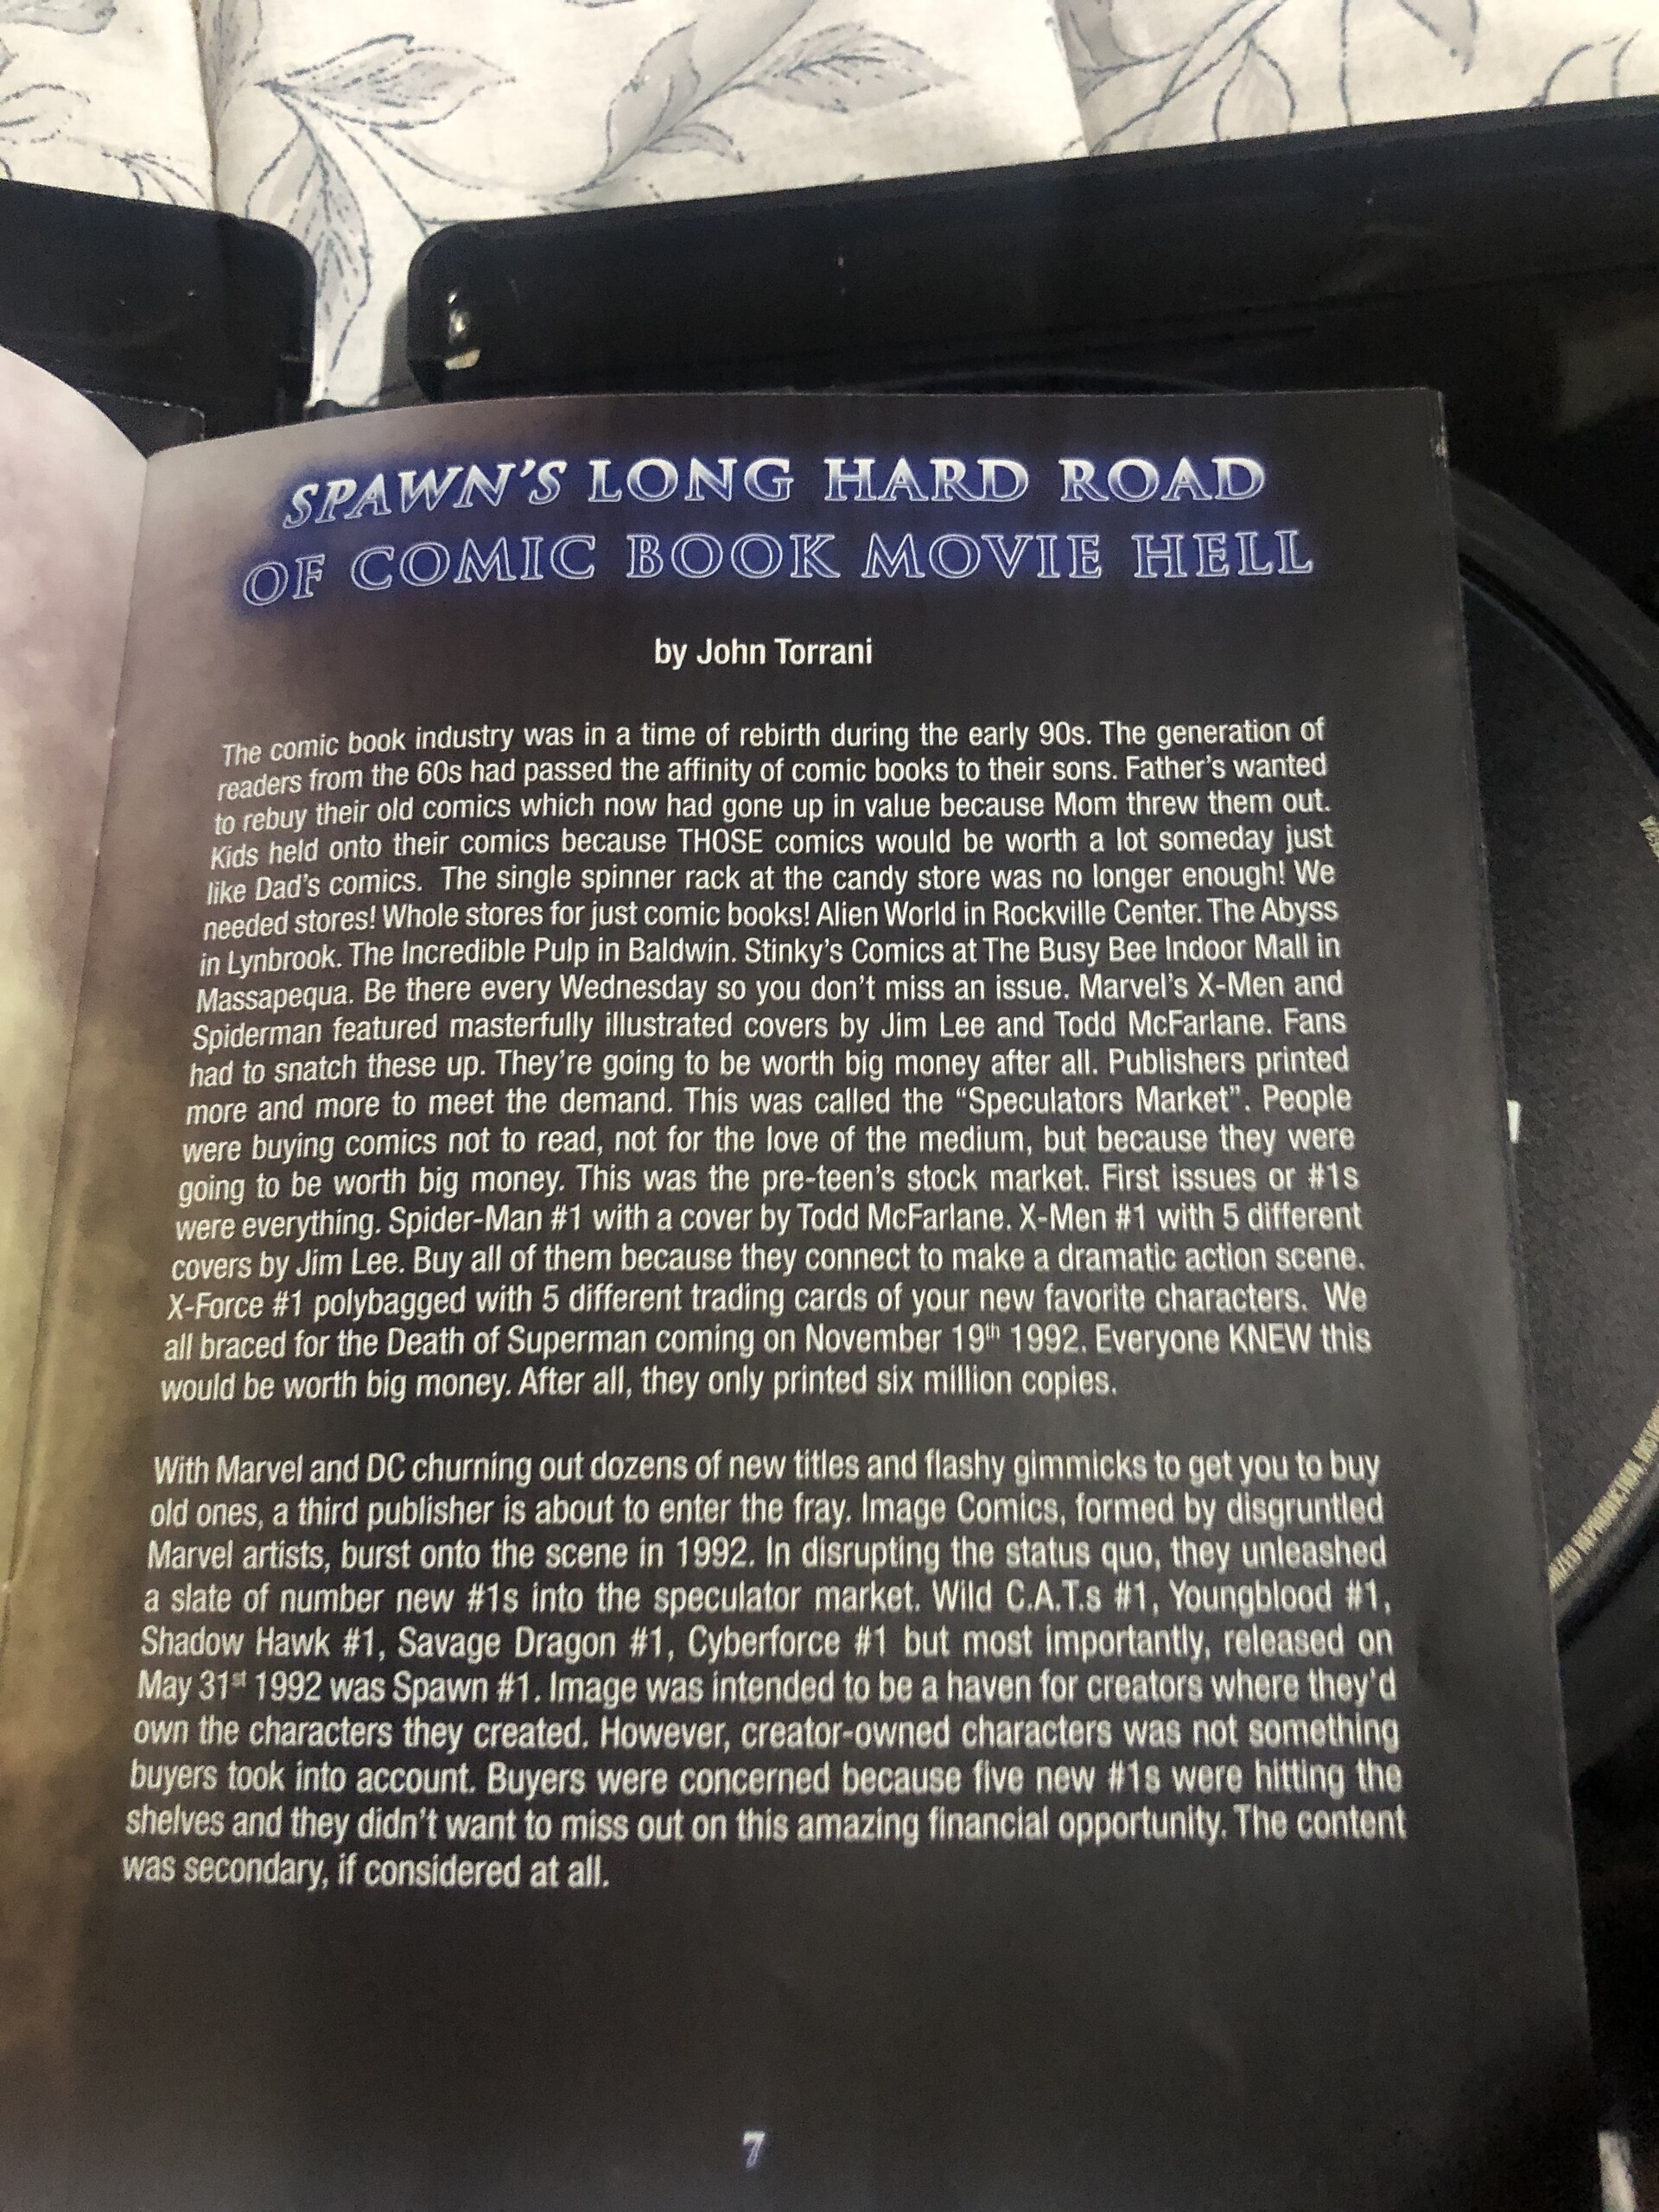 SPAWN'S LONG HARD ROAD
OF COMIC BOOK MOVIE HELL
by John Torrani
The comic book industry was in a time of rebirth during the early 90s. The generation of
readers from the 60s had passed the affinity of comic books to their sons. Father's wanted
to rebuy their old comics which now had gone up in value because Mom threw them out.
Kids held onto their comics because THOSE comics would be worth a lot someday just
like Dad's comics. The single spinner rack at the candy store was no longer enough! We
needed stores! Whole stores for just comic books! Alien World in Rockville Center. The Abyss
in Lynbrook. The Incredible Pulp in Baldwin. Stinky's Comics at The Busy Bee Indoor Mall in
Massapequa. Be there every Wednesday so you don't miss an issue. Marvel's X-Men and
Spiderman featured masterfully illustrated covers by Jim Lee and Todd McFarlane. Fans
had to snatch these up. They're going to be worth big money after all. Publishers printed
more and more to meet the demand. This was called the "Speculators Market". People
were buying comics not to read, not for the love of the medium, but because they were
going to be worth big money. This was the pre-teen's stock market. First issues or #1s
were everything. Spider-Man #1 with a cover by Todd McFarlane. X-Men #1 with 5 different
covers by Jim Lee. Buy all of them because they connect to make a dramatic action scene.
X-Force #1 polybagged with 5 different trading cards of your new favorite characters. We
all braced for the Death of Superman coming on November 19th 1992. Everyone KNEW this
would be worth big money. After all, they only printed six million copies.
With Marvel and DC churning out dozens of new titles and flashy gimmicks to get you to buy
old ones, a third publisher is about to enter the fray. Image Comics, formed by disgruntled
Marvel artists, burst onto the scene in 1992. In disrupting the status quo, they unleashed
a slate of number new #1s into the speculator market. Wild C.A.T.s #1, Youngblood #1,
Shadow Hawk #1, Savage Dragon #1, Cyberforce #1 but most importantly, released on
May 31st 1992 was Spawn #1. Image was intended to be a haven for creators where they'd
own the characters they created. However, creator-owned characters was not something
buyers took into account. Buyers were concerned because five new #1s were hitting the
shelves and they didn't want to miss out on this amazing financial opportunity. The content
was secondary, if considered at all.
7
REPRODUCTION,